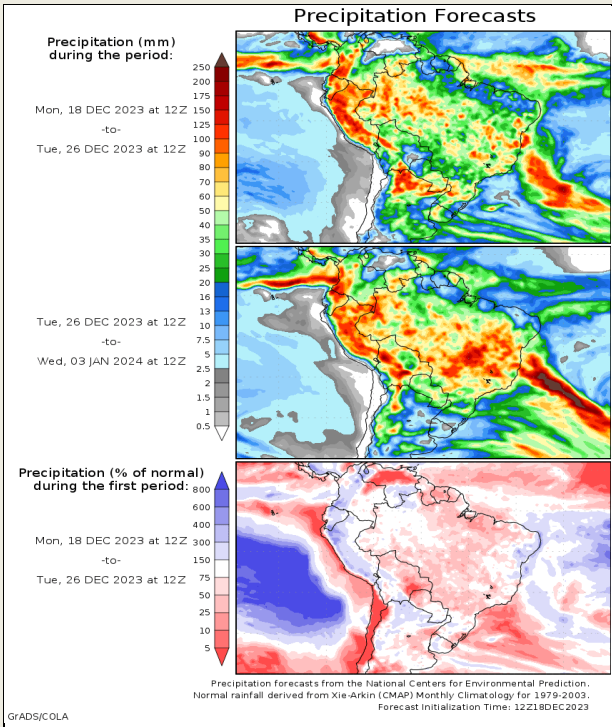 Precipitation Forecasts
Precipitation (mm)
during the period:
Mon, 18 DEC 2023 at 12Z
-to-
Tue, 26 DEC 2023 at 12Z
250
200
175
150
125
100
90
80
70
60
50
40
35
30
25
20
16
13
10
7.5
5
2.5
2
1.5
1
0.5
Tue, 26 DEC 2023 at 12Z
-to-
Wed, 03 JAN 2024 at 12Z
Precipitation (% of normal)
during the first period:
Mon, 18 DEC 2023 at 12Z
-to-
Tue, 26 DEC 2023 at 12Z
800
600
400
300
150
75
50
25
10
5
Precipitation forecasts from the National Centers for Environmental Prediction.
Normal rainfall derived from Xie-Arkin (CMAP) Monthly Climatology for 1979-2003.
Forecast Initialization Time: 12Z18DEC2023
GrADS/COLA